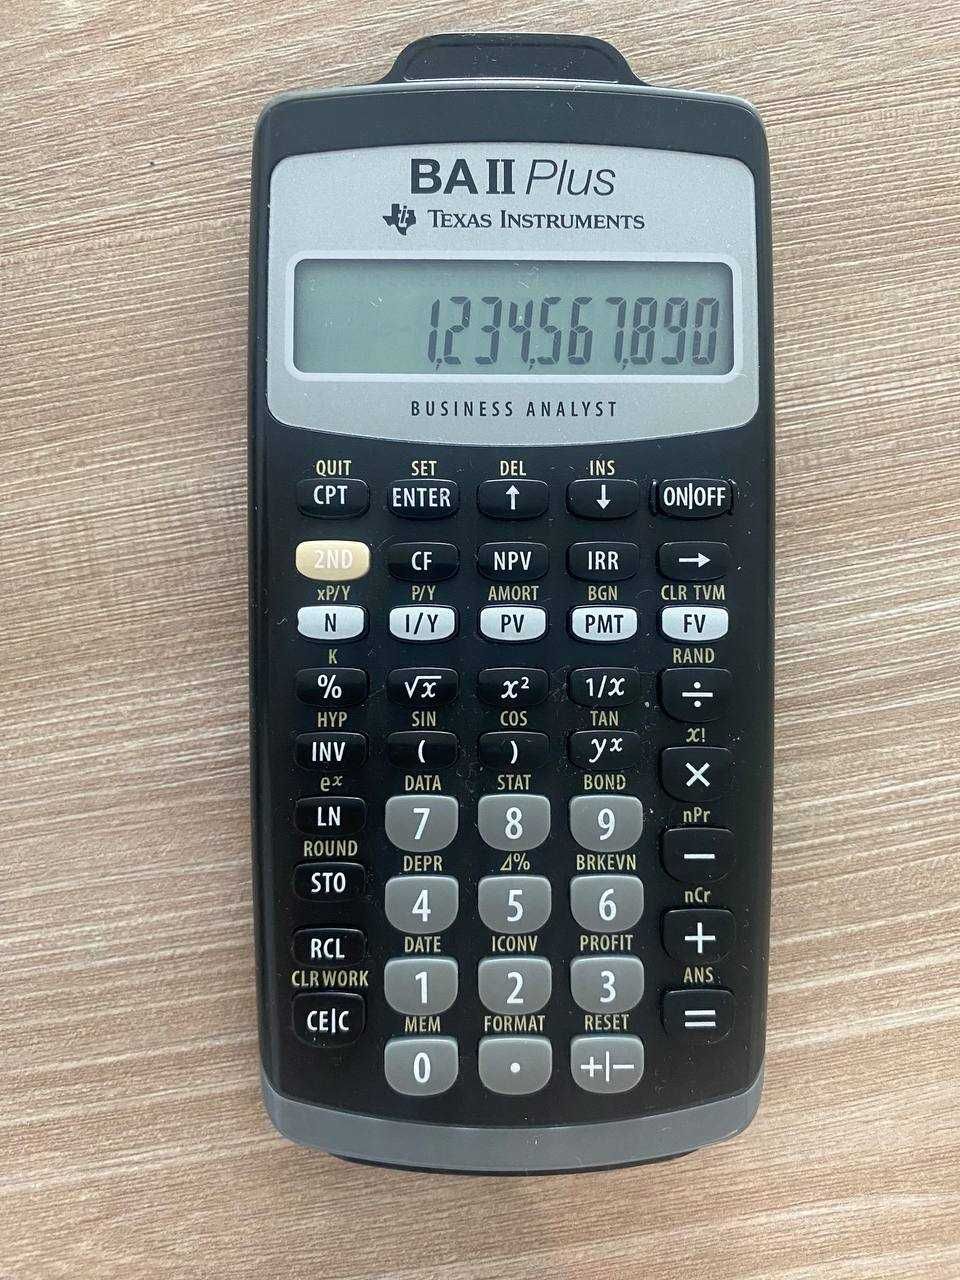 BA II Plus
TEXAS INSTRUMENTS
1,234,567,890
BUSINESS ANALYST
QUIT SET DEL INS
CPT ENTER ↑ ↓ ON|OFF
2ND CF NPV IRR →
xP/Y P/Y AMORT BGN CLR TVM
N I/Y PV PMT FV
K RAND
% √x x² 1/x ÷
HYP SIN COS TAN x!
INV ( ) yˣ ×
eˣ DATA STAT BOND nPr
LN 7 8 9 −
ROUND DEPR Δ% BRKEVN nCr
STO 4 5 6 +
DATE ICONV PROFIT ANS
RCL 1 2 3 =
CLR WORK MEM FORMAT RESET
CE|C 0 . +|−